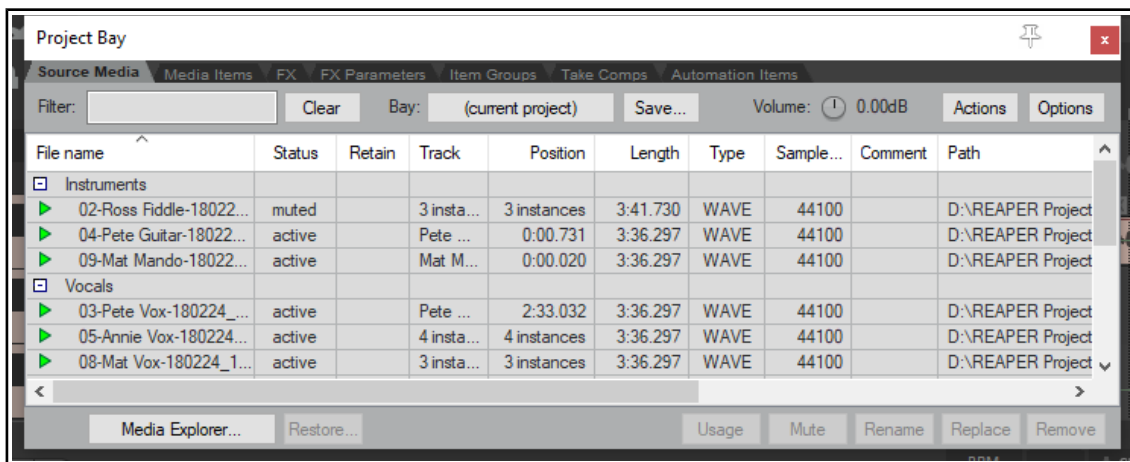 Project Bay
Source Media Media Items FX FX Parameters Item Groups Take Comps Automation Items
Filter: Clear Bay: (current project) Save... Volume: 0.00dB Actions Options
File name Status Retain Track Position Length Type Sample... Comment Path
Instruments
02-Ross Fiddle-18022... muted 3 insta... 3 instances 3:41.730 WAVE 44100 D:\REAPER Project
04-Pete Guitar-18022... active Pete ... 0:00.731 3:36.297 WAVE 44100 D:\REAPER Project
09-Mat Mando-18022... active Mat M... 0:00.020 3:36.297 WAVE 44100 D:\REAPER Project
Vocals
03-Pete Vox-180224_... active Pete ... 2:33.032 3:36.297 WAVE 44100 D:\REAPER Project
05-Annie Vox-180224... active 4 insta... 4 instances 3:36.297 WAVE 44100 D:\REAPER Project
08-Mat Vox-180224_1... active 3 insta... 3 instances 3:36.297 WAVE 44100 D:\REAPER Project
Media Explorer... Restore... Usage Mute Rename Replace Remove